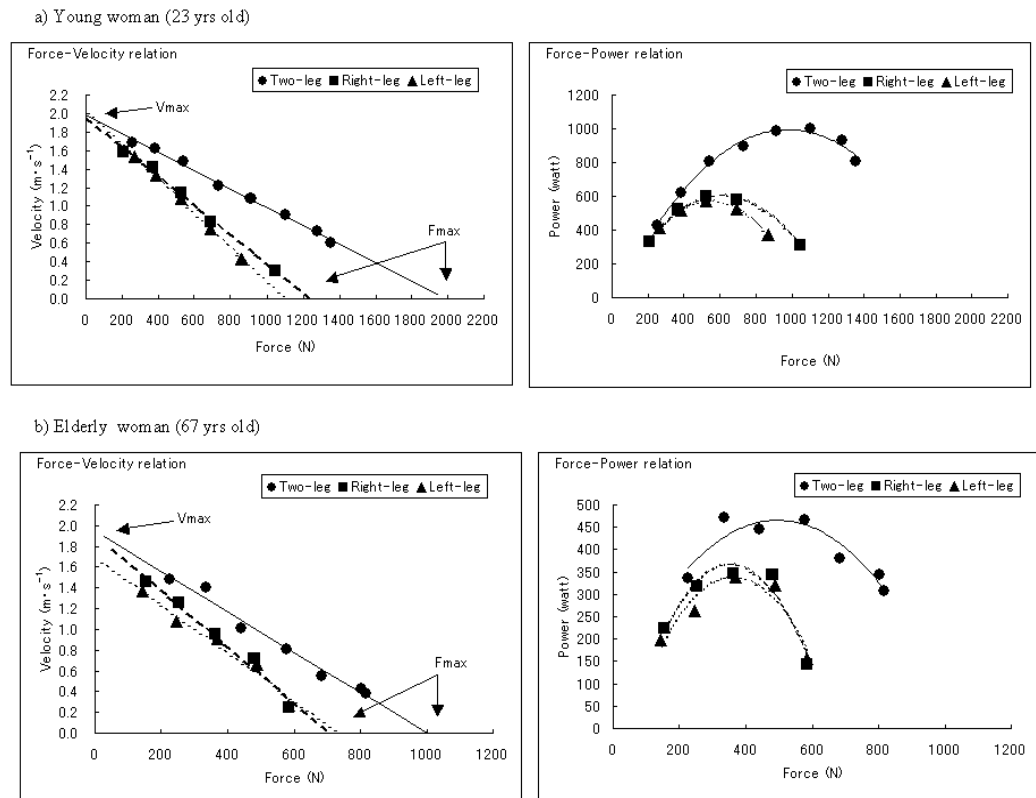 a) Young woman (23 yrs old)
Force-Velocity relation
Two-leg Right-leg Left-leg
Vmax
Fmax
Velocity (m・s⁻¹)
2.2
2.0
1.8
1.6
1.4
1.2
1.0
0.8
0.6
0.4
0.2
0.0
0 200 400 600 800 1000 1200 1400 1600 1800 2000 2200
Force (N)
Force-Power relation
Two-leg Right-leg Left-leg
Power (watt)
1200
1000
800
600
400
200
0
0 200 400 600 800 1000 1200 1400 1600 1800 2000 2200
Force (N)
b) Elderly woman (67 yrs old)
Force-Velocity relation
Two-leg Right-leg Left-leg
Vmax
Fmax
Velocity (m・s⁻¹)
2.2
2.0
1.8
1.6
1.4
1.2
1.0
0.8
0.6
0.4
0.2
0.0
0 200 400 600 800 1000 1200
Force (N)
Force-Power relation
Two-leg Right-leg Left-leg
Power (watt)
500
450
400
350
300
250
200
150
100
50
0
0 200 400 600 800 1000 1200
Force (N)